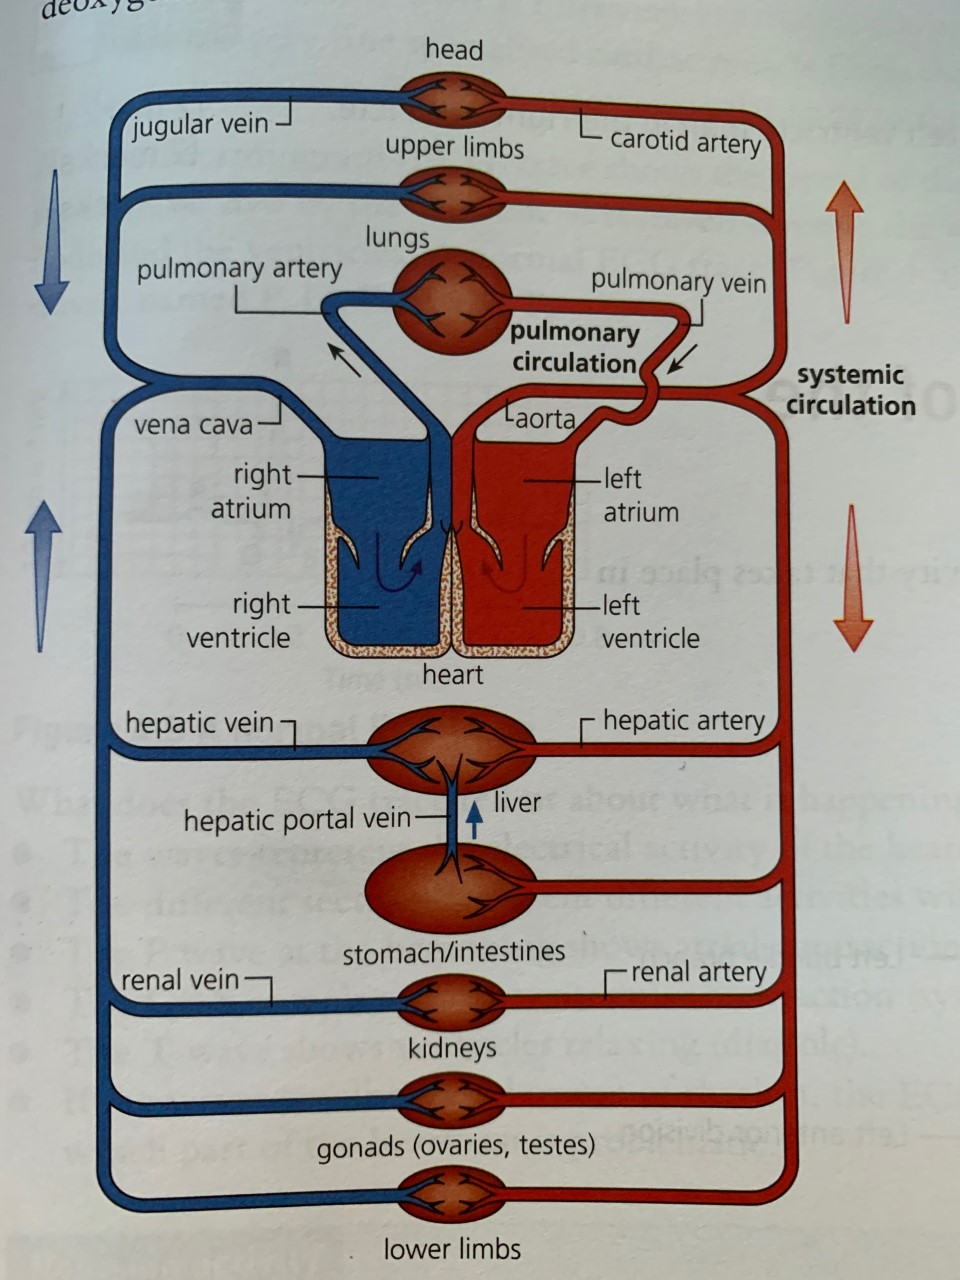 head
jugular vein
carotid artery
upper limbs
lungs
pulmonary artery
pulmonary vein
pulmonary
circulation
systemic
circulation
vena cava
aorta
right
atrium
left
atrium
right
ventricle
left
ventricle
heart
hepatic vein
hepatic artery
liver
hepatic portal vein
stomach/intestines
renal vein
renal artery
kidneys
gonads (ovaries, testes)
lower limbs